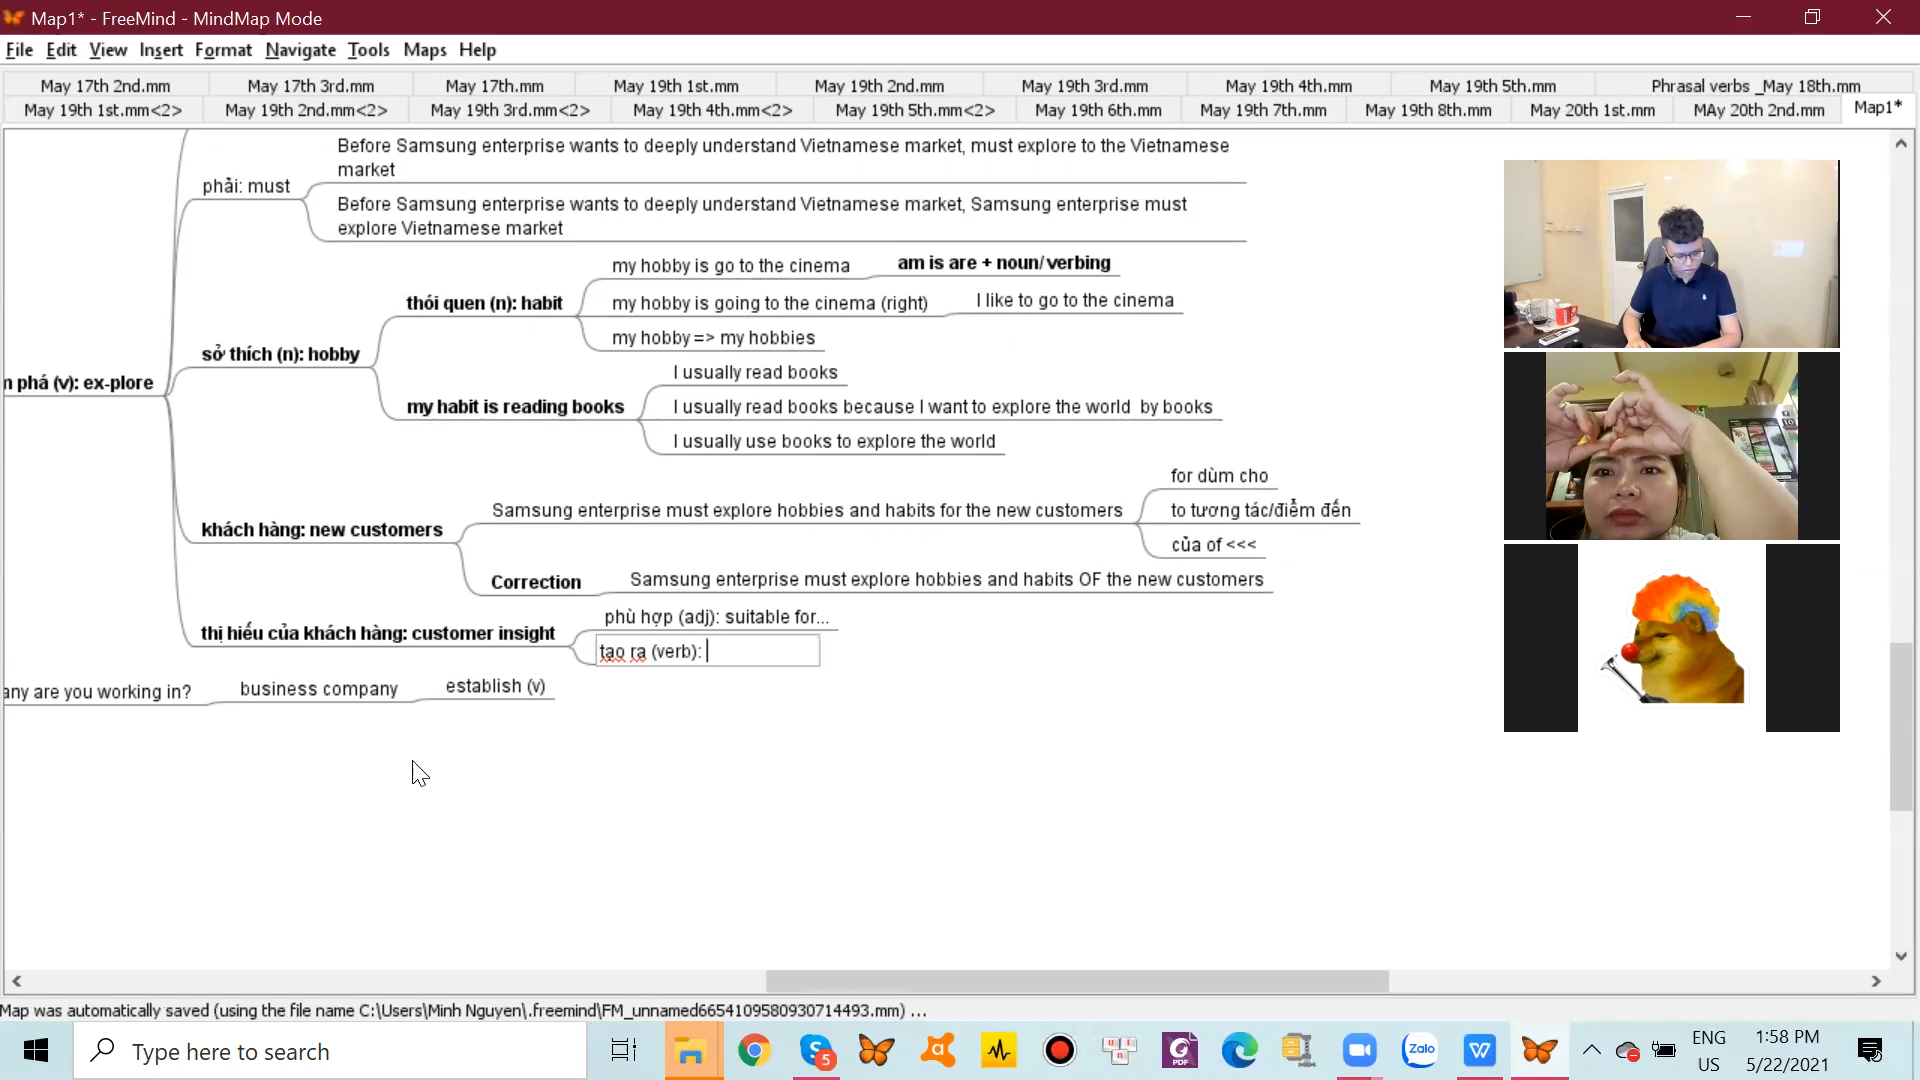 Map1* - FreeMind - MindMap Mode
File Edit View Insert Format Navigate Tools Maps Help
May 17th 2nd.mm May 17th 3rd.mm May 17th.mm May 19th 1st.mm May 19th 2nd.mm May 19th 3rd.mm May 19th 4th.mm May 19th 5th.mm Phrasal verbs _May 18th.mm
May 19th 1st.mm<2> May 19th 2nd.mm<2> May 19th 3rd.mm<2> May 19th 4th.mm<2> May 19th 5th.mm<2> May 19th 6th.mm May 19th 7th.mm May 19th 8th.mm May 20th 1st.mm MAy 20th 2nd.mm Map1*
Before Samsung enterprise wants to deeply understand Vietnamese market, must explore to the Vietnamese
market
phải: must
Before Samsung enterprise wants to deeply understand Vietnamese market, Samsung enterprise must
explore Vietnamese market
my hobby is go to the cinema am is are + noun/verbing
thói quen (n): habit my hobby is going to the cinema (right) I like to go to the cinema
my hobby => my hobbies
sở thích (n): hobby
I usually read books
n phá (v): ex-plore
my habit is reading books I usually read books because I want to explore the world by books
I usually use books to explore the world
for dùm cho
Samsung enterprise must explore hobbies and habits for the new customers to tương tác/điểm đến
khách hàng: new customers
của of <<<
Correction Samsung enterprise must explore hobbies and habits OF the new customers
phù hợp (adj): suitable for...
thị hiếu của khách hàng: customer insight
tạo ra (verb):
any are you working in? business company establish (v)
Map was automatically saved (using the file name C:\Users\Minh Nguyen\.freemind\FM_unnamed6654109580930714493.mm) ...
Type here to search
5
u i n
PDF
Zalo
ENG
US
1:58 PM
5/22/2021